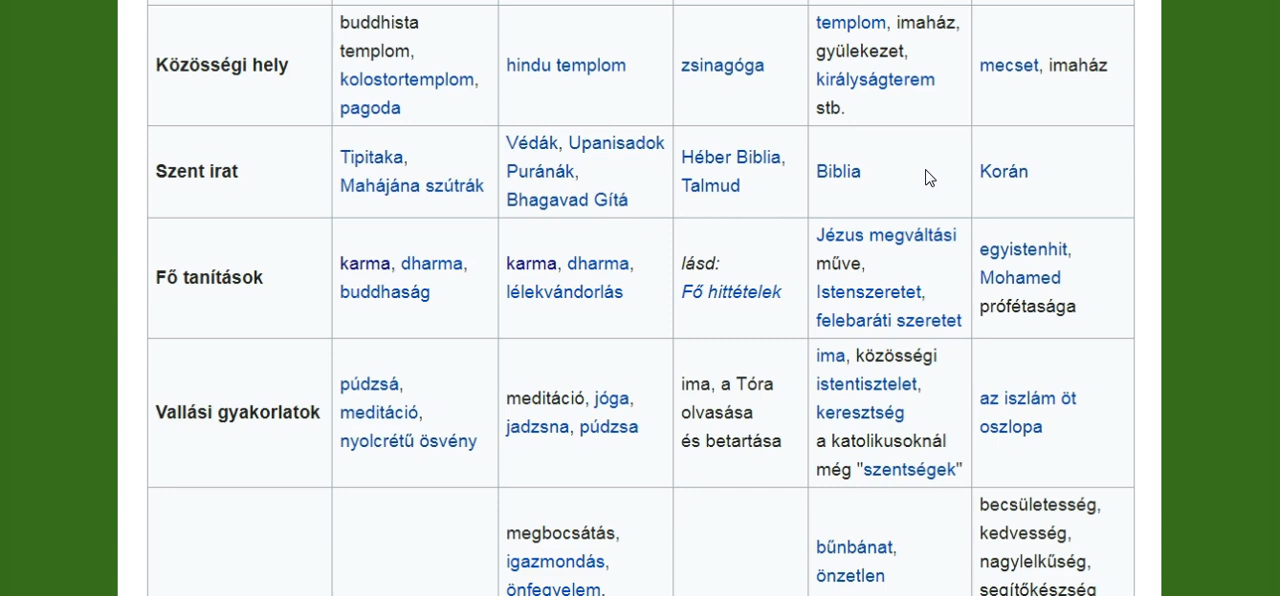 Közösségi hely
buddhista
templom,
kolostortemplom,
pagoda
hindu templom
zsinagóga
templom, imaház,
gyülekezet,
királyságterem
stb.
mecset, imaház
Szent irat
Tipitaka,
Mahájána szútrák
Védák, Upanisadok
Puránák,
Bhagavad Gítá
Héber Biblia,
Talmud
Biblia
Korán
Fő tanítások
karma, dharma,
buddhaság
karma, dharma,
lélekvándorlás
lásd:
Fő hittételek
Jézus megváltási
műve,
Istenszeretet,
felebaráti szeretet
egyistenhit,
Mohamed
prófétasága
Vallási gyakorlatok
púdzsá,
meditáció,
nyolcrétű ösvény
meditáció, jóga,
jadzsna, púdzsa
ima, a Tóra
olvasása
és betartása
ima, közösségi
istentisztelet,
keresztség
a katolikusoknál
még "szentségek"
az iszlám öt
oszlopa
megbocsátás,
igazmondás,
önfegyelem,
bűnbánat,
önzetlen
becsületesség,
kedvesség,
nagylelkűség,
segítőkészség